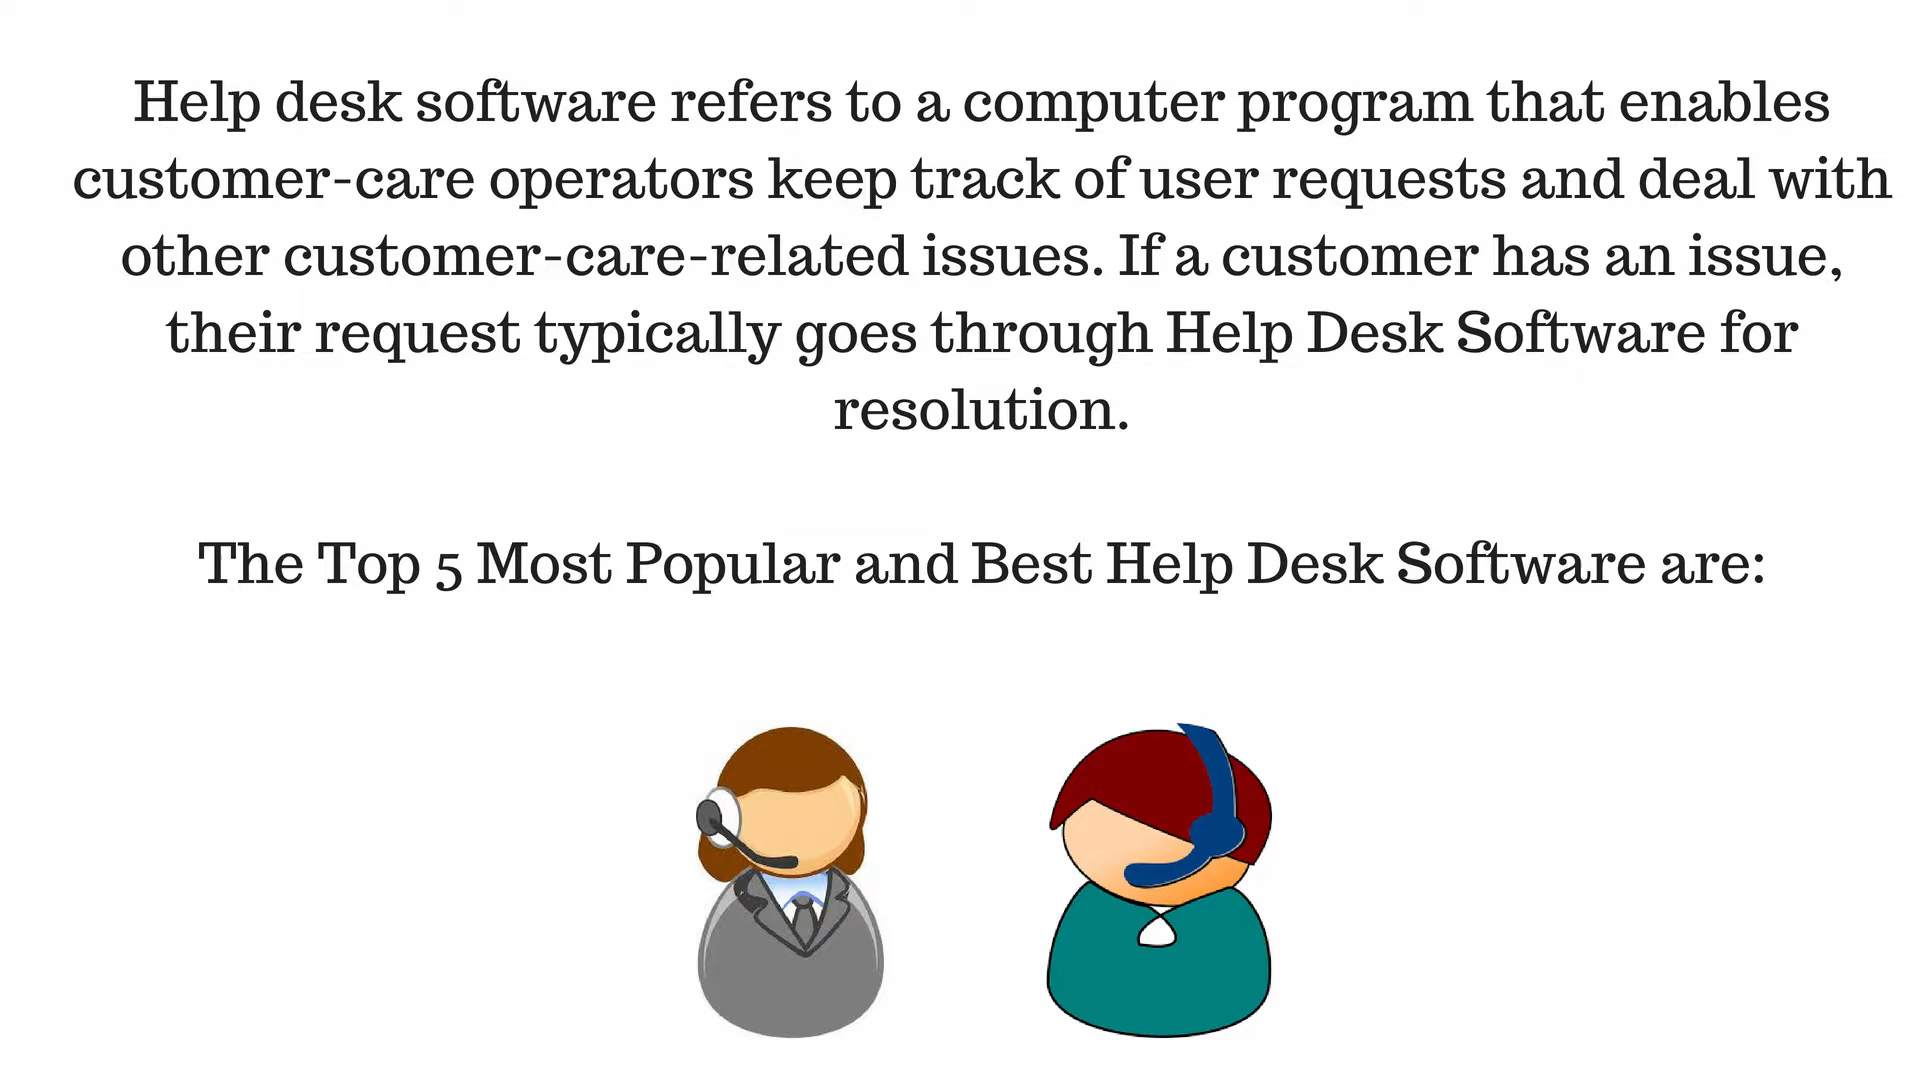 Help desk software refers to a computer program that enables
customer-care operators keep track of user requests and deal with
other customer-care-related issues. If a customer has an issue,
their request typically goes through Help Desk Software for
resolution.
The Top 5 Most Popular and Best Help Desk Software are: